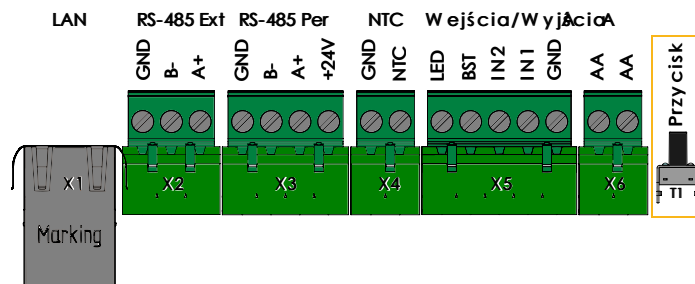 LAN RS-485 Ext RS-485 Per NTC Wejścia/Wyjścia AA
GND B- A+ GND B- A+ +24V GND NTC LED BST IN2 IN1 GND AA AA
Przycisk
X1 X2 X3 X4 X5 X6 T1
Marking